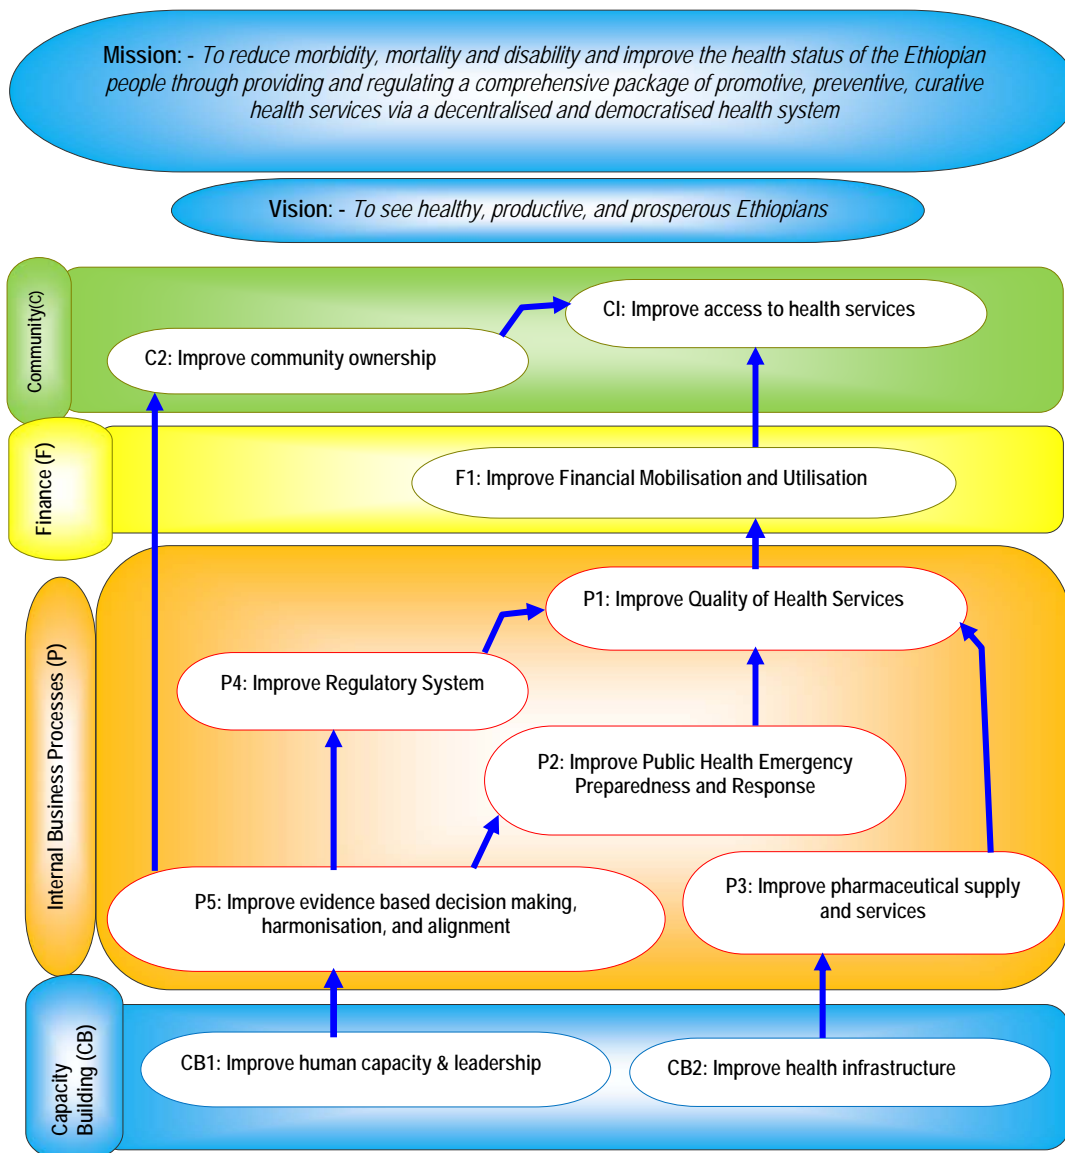 Mission: - To reduce morbidity, mortality and disability and improve the health status of the Ethiopian
people through providing and regulating a comprehensive package of promotive, preventive, curative
health services via a decentralised and democratised health system
Vision: - To see healthy, productive, and prosperous Ethiopians
Community(C)
CI: Improve access to health services
C2: Improve community ownership
Finance (F)
F1: Improve Financial Mobilisation and Utilisation
Internal Business Processes (P)
P1: Improve Quality of Health Services
P4: Improve Regulatory System
P2: Improve Public Health Emergency
Preparedness and Response
P5: Improve evidence based decision making,
harmonisation, and alignment
P3: Improve pharmaceutical supply
and services
Capacity
Building (CB)
CB1: Improve human capacity & leadership
CB2: Improve health infrastructure